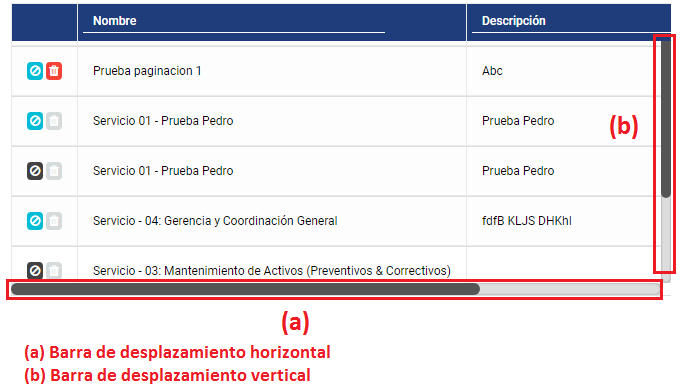 Nombre Descripción
Prueba paginacion 1 Abc
Servicio 01 - Prueba Pedro Prueba Pedro
(b)
Servicio 01 - Prueba Pedro Prueba Pedro
Servicio - 04: Gerencia y Coordinación General fdfB KLJS DHKhI
Servicio - 03: Mantenimiento de Activos (Preventivos & Correctivos)
(a)
(a) Barra de desplazamiento horizontal
(b) Barra de desplazamiento vertical